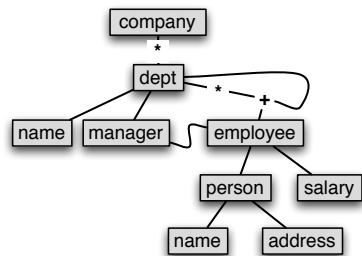 company
*
dept
* +
name manager employee
person salary
name address